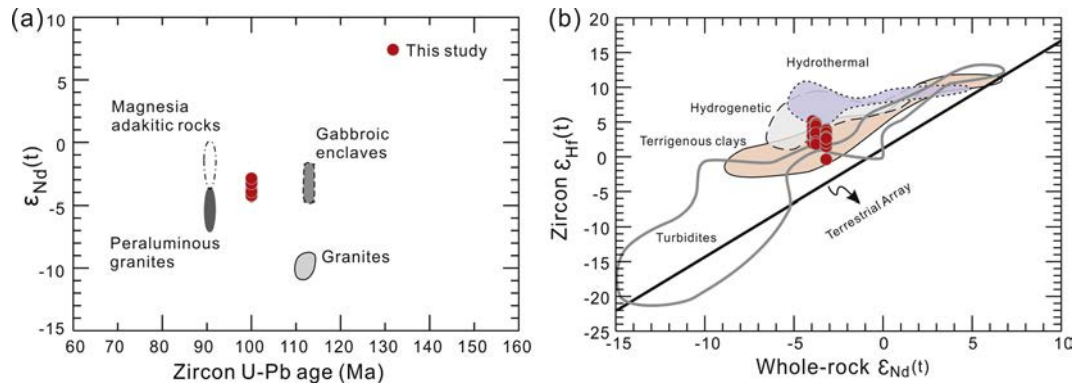 (a)
This study
Magnesia
adakitic rocks
Gabbroic
enclaves
Peraluminous
granites
Granites
10
5
0
-5
-10
-15
εNd(t)
60 70 80 90 100 110 120 130 140 150 160
Zircon U-Pb age (Ma)
(b)
Hydrothermal
Hydrogenetic
Terrigenous clays
Turbidites
Terrestrial Array
20
15
10
5
0
-5
-10
-15
-20
-25
Zircon εHf(t)
-15 -10 -5 0 5 10
Whole-rock εNd(t)